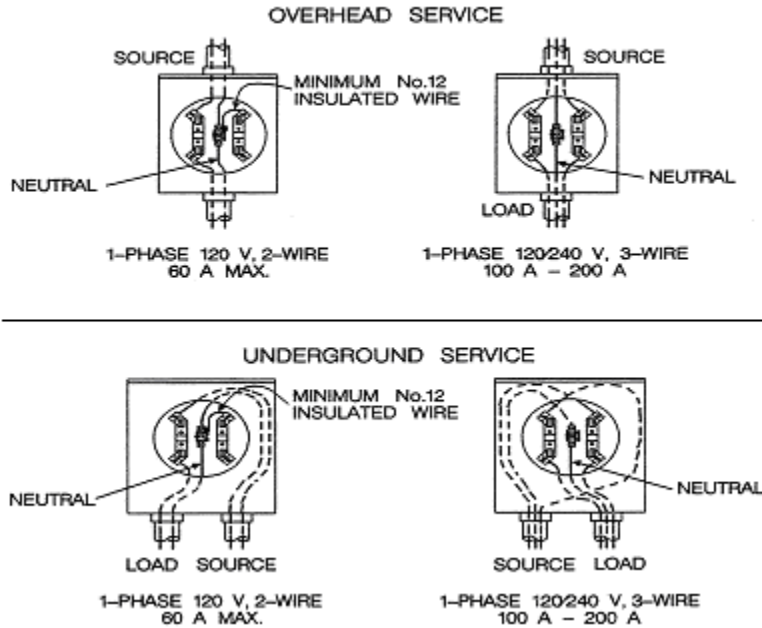 OVERHEAD SERVICE
SOURCE
MINIMUM No.12
INSULATED WIRE
NEUTRAL
1-PHASE 120 V, 2-WIRE
60 A MAX.
SOURCE
NEUTRAL
LOAD
1-PHASE 120/240 V, 3-WIRE
100 A - 200 A
UNDERGROUND SERVICE
MINIMUM No.12
INSULATED WIRE
NEUTRAL
LOAD SOURCE
1-PHASE 120 V, 2-WIRE
60 A MAX.
NEUTRAL
SOURCE LOAD
1-PHASE 120/240 V, 3-WIRE
100 A - 200 A